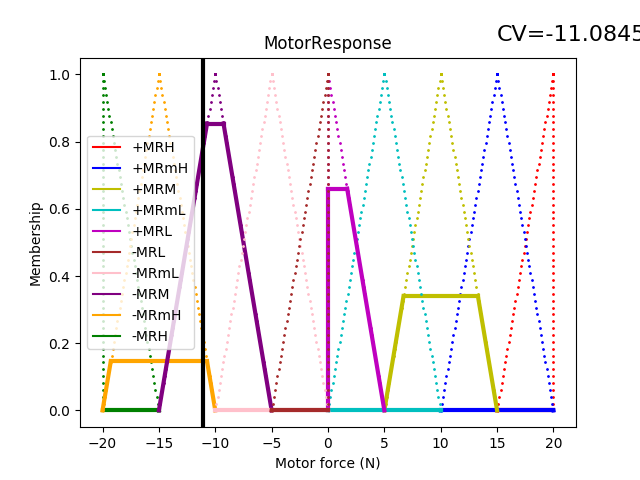 CV=-11.0845
MotorResponse
Membership
1.0
0.8
0.6
0.4
0.2
0.0
+MRH
+MRmH
+MRM
+MRmL
+MRL
-MRL
-MRmL
-MRM
-MRmH
-MRH
−20 −15 −10 −5 0 5 10 15 20
Motor force (N)